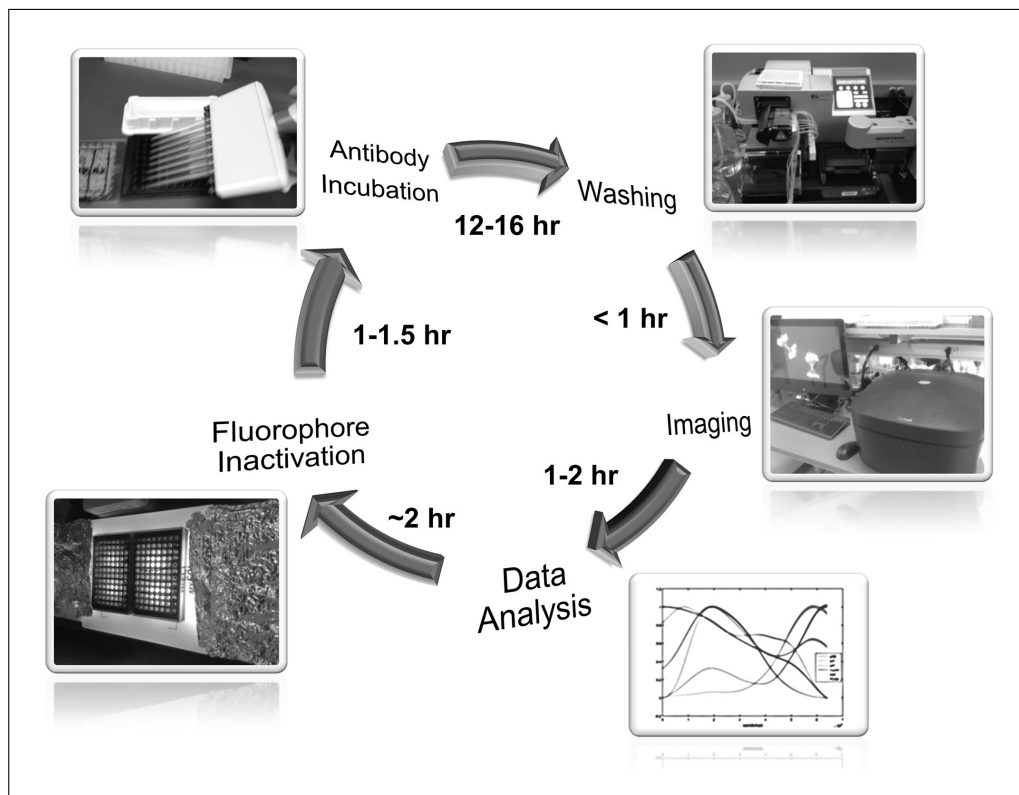 Antibody
Incubation
12-16 hr
Washing
< 1 hr
Imaging
1-2 hr
Data
Analysis
~2 hr
Fluorophore
Inactivation
1-1.5 hr